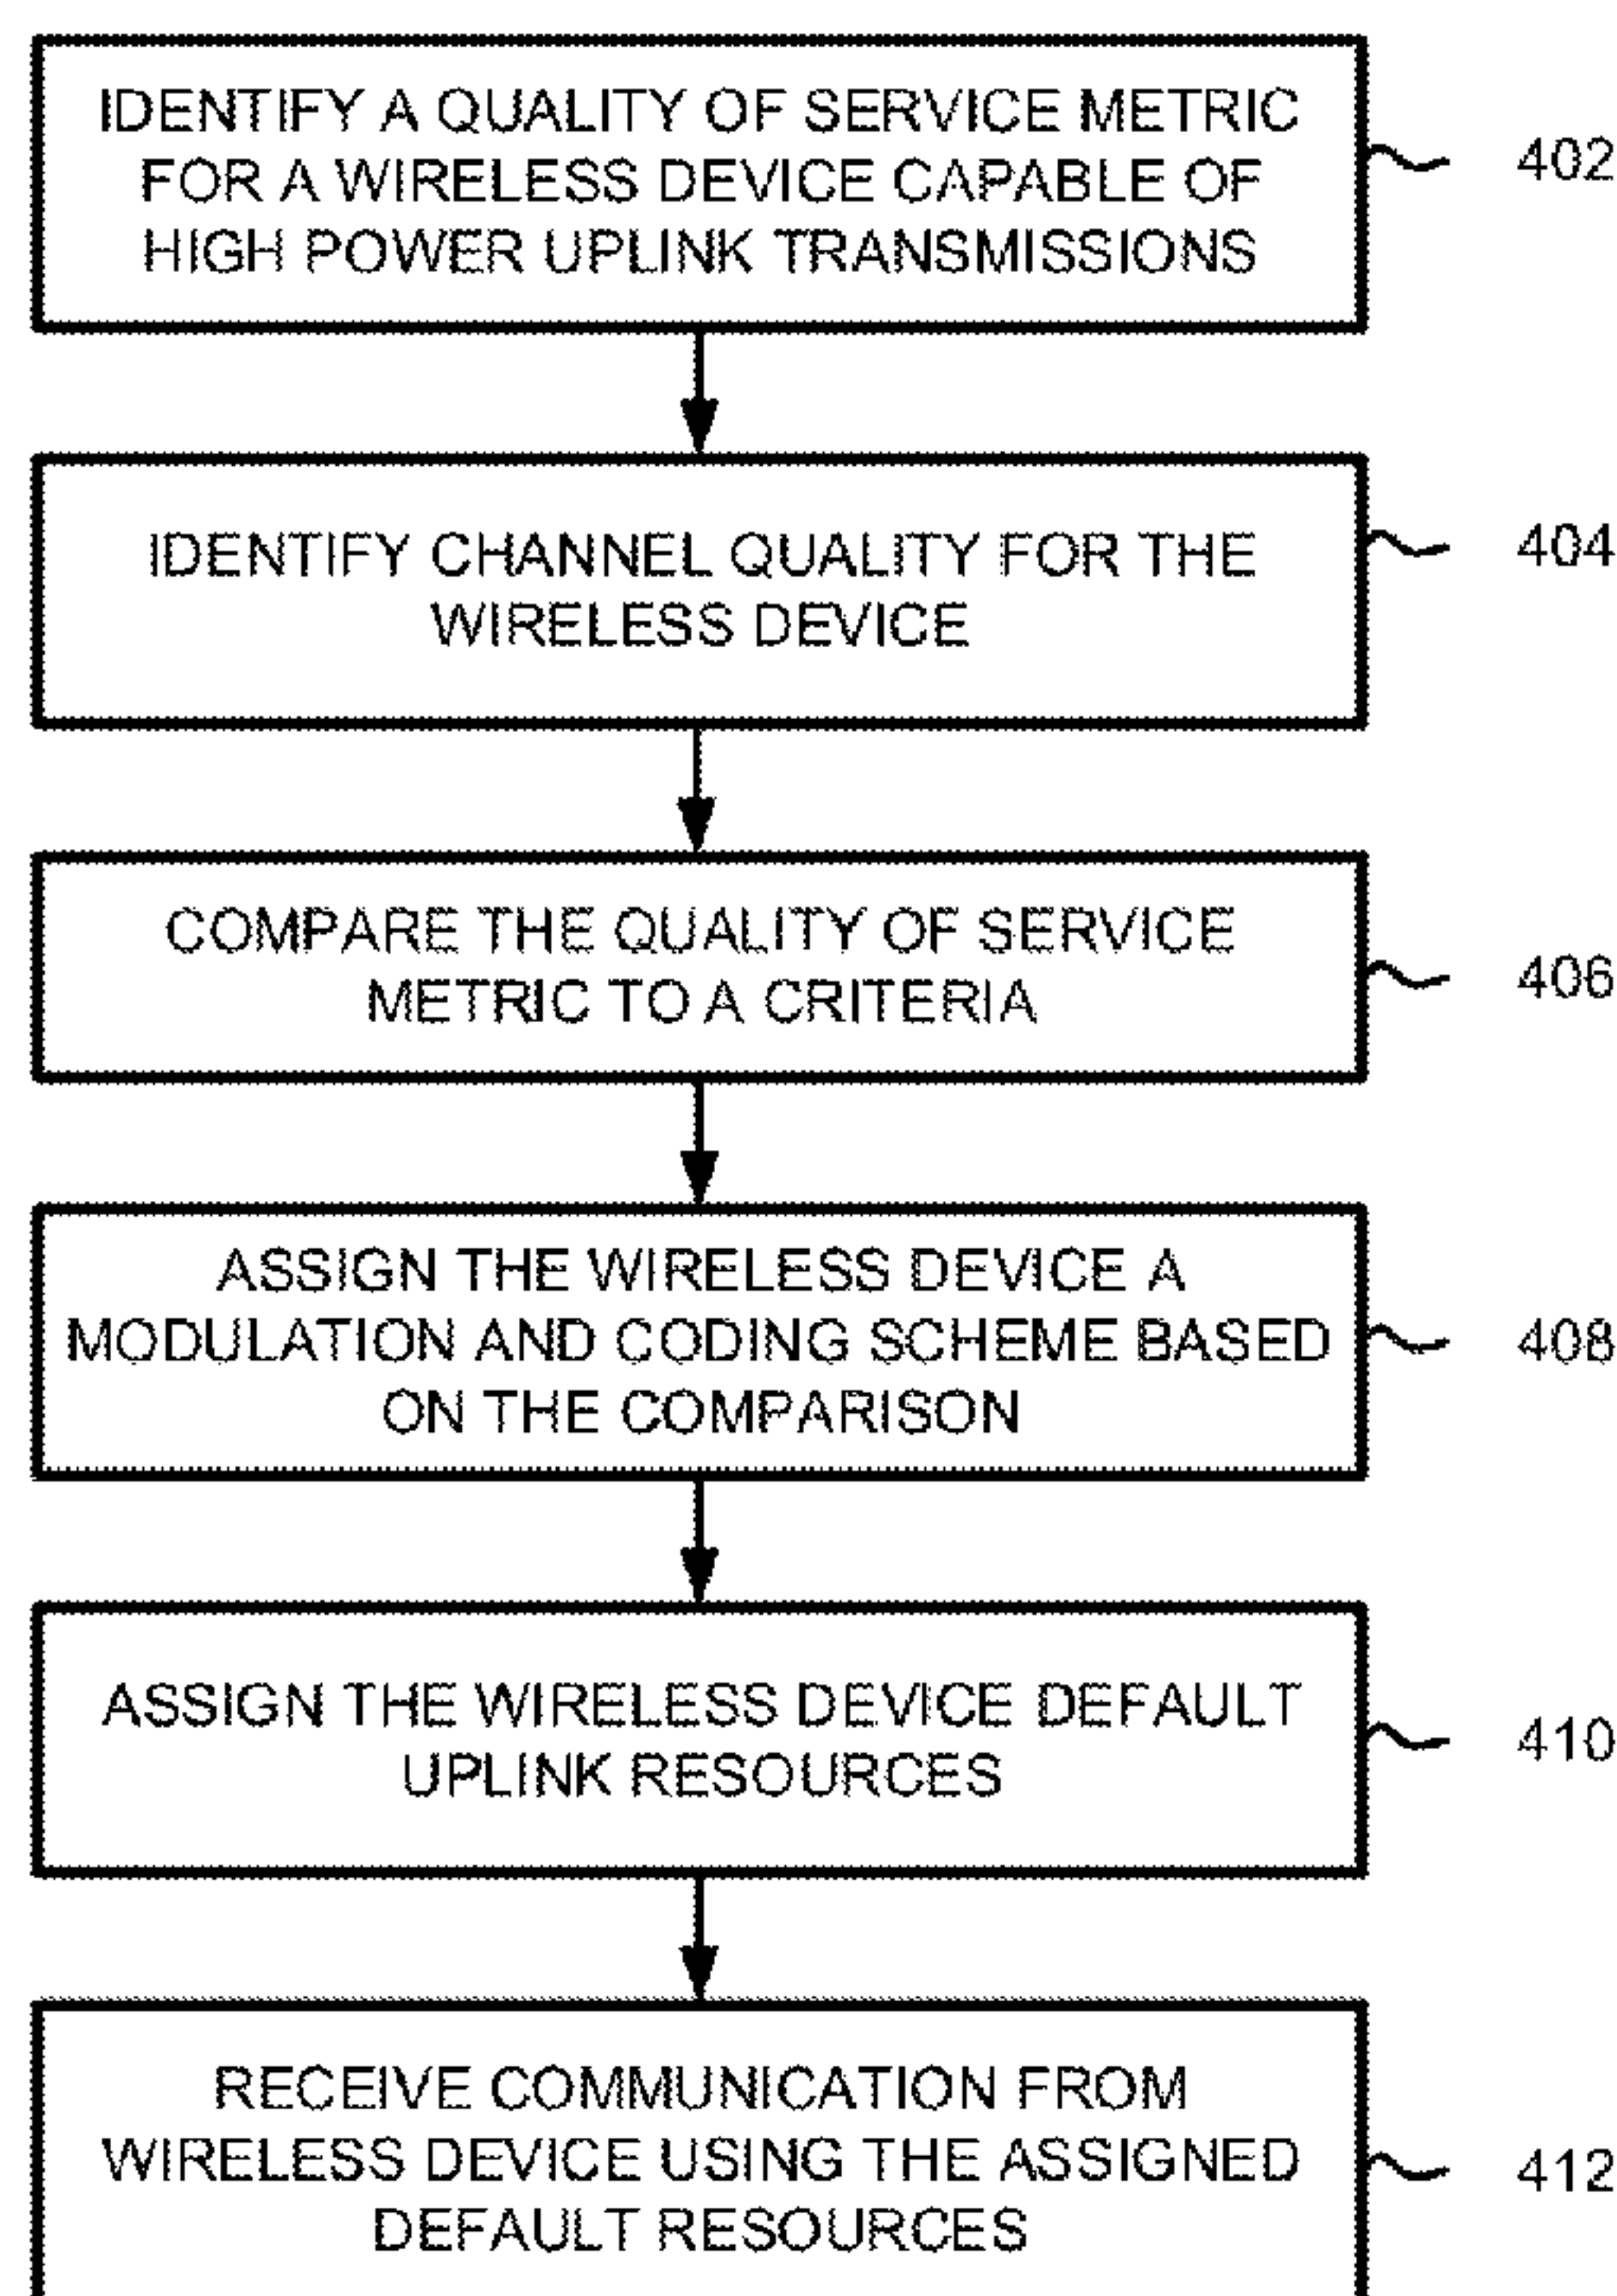 IDENTIFY A QUALITY OF SERVICE METRIC
FOR A WIRELESS DEVICE CAPABLE OF
HIGH POWER UPLINK TRANSMISSIONS
402
IDENTIFY CHANNEL QUALITY FOR THE
WIRELESS DEVICE
404
COMPARE THE QUALITY OF SERVICE
METRIC TO A CRITERIA
406
ASSIGN THE WIRELESS DEVICE A
MODULATION AND CODING SCHEME BASED
ON THE COMPARISON
408
ASSIGN THE WIRELESS DEVICE DEFAULT
UPLINK RESOURCES
410
RECEIVE COMMUNICATION FROM
WIRELESS DEVICE USING THE ASSIGNED
DEFAULT RESOURCES
412